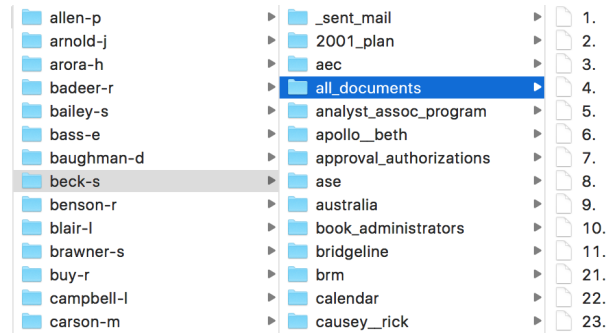 allen-p
arnold-j
arora-h
badeer-r
bailey-s
bass-e
baughman-d
beck-s
benson-r
blair-l
brawner-s
buy-r
campbell-l
carson-m
_sent_mail
2001_plan
aec
all_documents
analyst_assoc_program
apollo__beth
approval_authorizations
ase
australia
book_administrators
bridgeline
brm
calendar
causey__rick
1.
2.
3.
4.
5.
6.
7.
8.
9.
10.
11.
21.
22.
23.